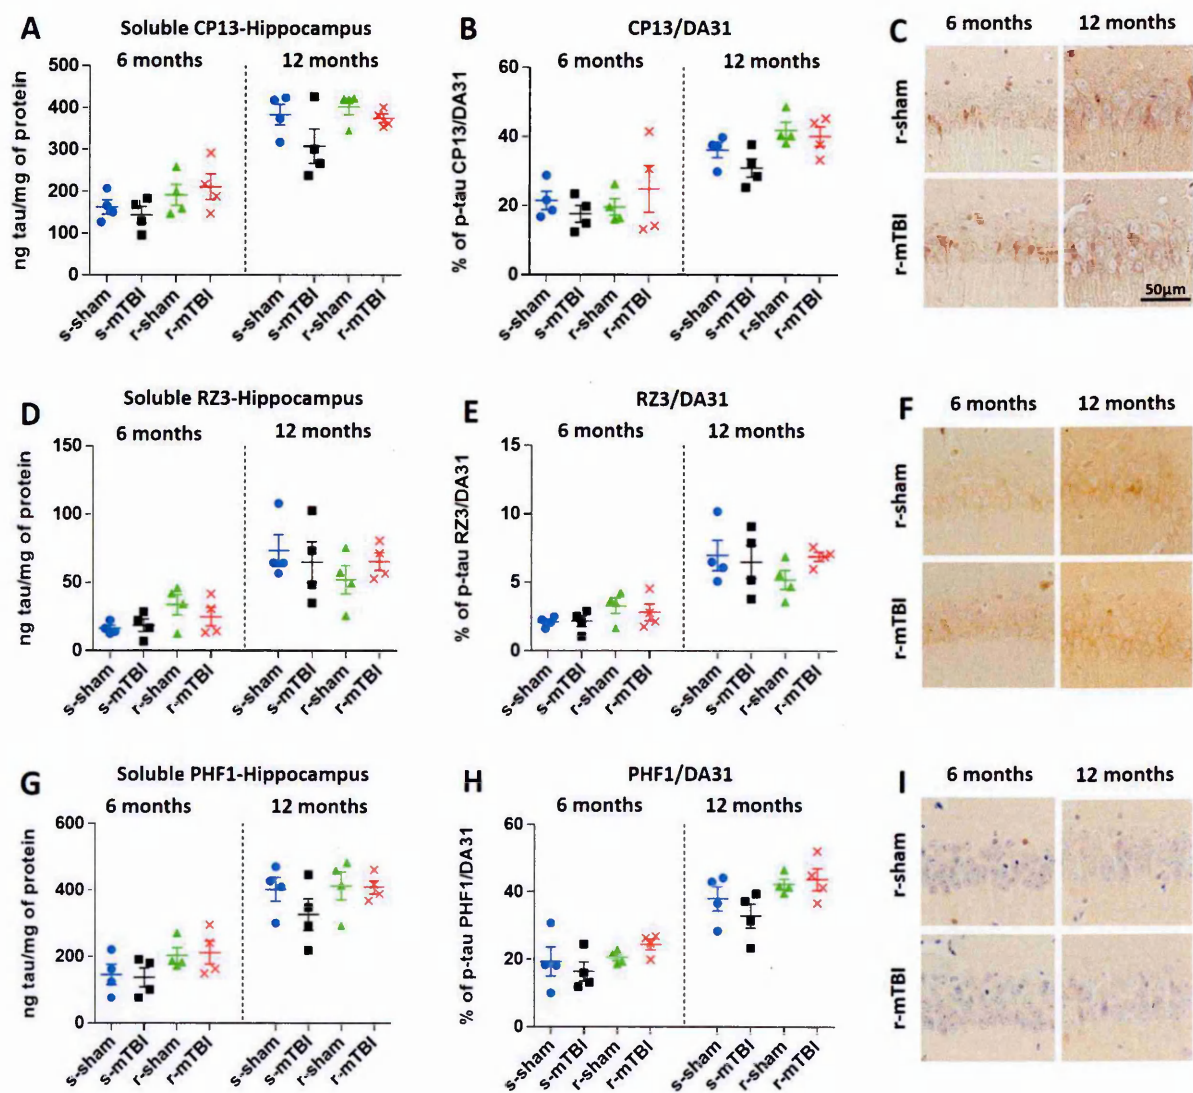 A Soluble CP13-Hippocampus
6 months 12 months
ng tau/mg of protein
500
400
300
200
100
0
s-sham s-mTBI r-sham r-mTBI s-sham s-mTBI r-sham r-mTBI
B CP13/DA31
6 months 12 months
% of p-tau CP13/DA31
60
40
20
0
s-sham s-mTBI r-sham r-mTBI s-sham s-mTBI r-sham r-mTBI
C 6 months 12 months
r-sham
r-mTBI
50μm
D Soluble RZ3-Hippocampus
6 months 12 months
ng tau/mg of protein
150
100
50
0
s-sham s-mTBI r-sham r-mTBI s-sham s-mTBI r-sham r-mTBI
E RZ3/DA31
6 months 12 months
% of p-tau RZ3/DA31
15
10
5
0
s-sham s-mTBI r-sham r-mTBI s-sham s-mTBI r-sham r-mTBI
F 6 months 12 months
r-sham
r-mTBI
G Soluble PHF1-Hippocampus
6 months 12 months
ng tau/mg of protein
600
400
200
0
s-sham s-mTBI r-sham r-mTBI s-sham s-mTBI r-sham r-mTBI
H PHF1/DA31
6 months 12 months
% of p-tau PHF1/DA31
60
40
20
0
s-sham s-mTBI r-sham r-mTBI s-sham s-mTBI r-sham r-mTBI
I 6 months 12 months
r-sham
r-mTBI